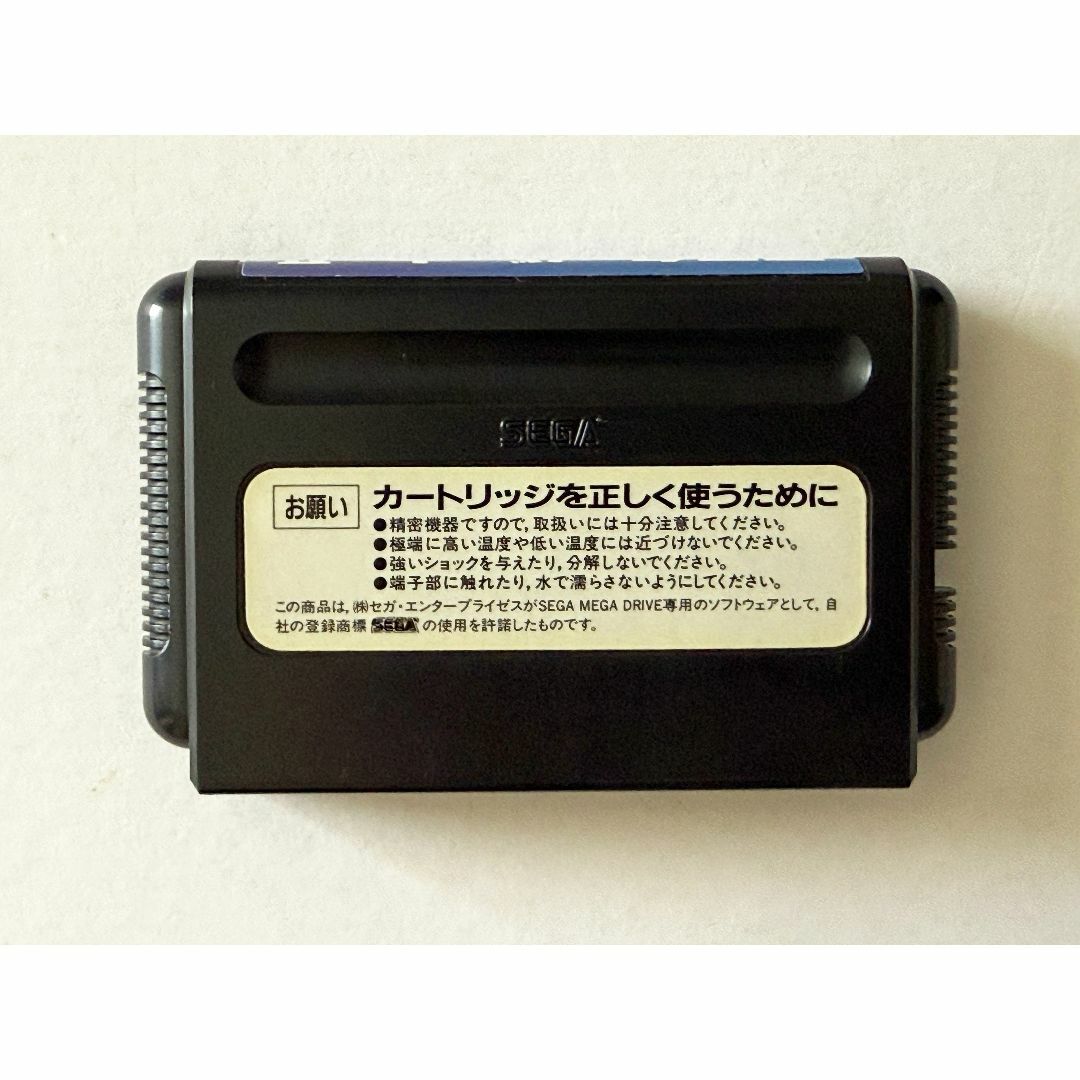 SEGA
お願い
カートリッジを正しく使うために
●精密機器ですので,取扱いには十分注意してください。
●極端に高い温度や低い温度には近づけないでください。
●強いショックを与えたり,分解しないでください。
●端子部に触れたり,水で濡らさないようにしてください。
この商品は,㈱セガ・エンタープライゼスがSEGA MEGA DRIVE専用のソフトウェアとして,自
社の登録商標 SEGA の使用を許諾したものです。